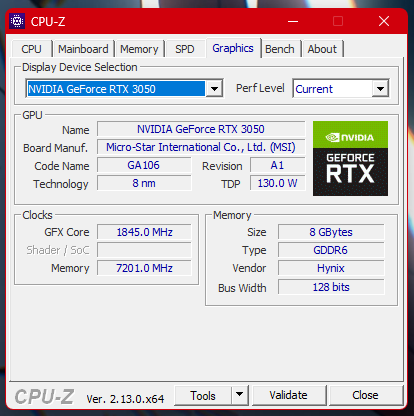 CPU-Z
CPU Mainboard Memory SPD Graphics Bench About
Display Device Selection
NVIDIA GeForce RTX 3050 Perf Level Current
GPU
Name NVIDIA GeForce RTX 3050
Board Manuf. Micro-Star International Co., Ltd. (MSI)
Code Name GA106 Revision A1
Technology 8 nm TDP 130.0 W
NVIDIA
GEFORCE
RTX
Clocks
GFX Core 1845.0 MHz
Shader / SoC
Memory 7201.0 MHz
Memory
Size 8 GBytes
Type GDDR6
Vendor Hynix
Bus Width 128 bits
CPU-Z Ver. 2.13.0.x64 Tools Validate Close